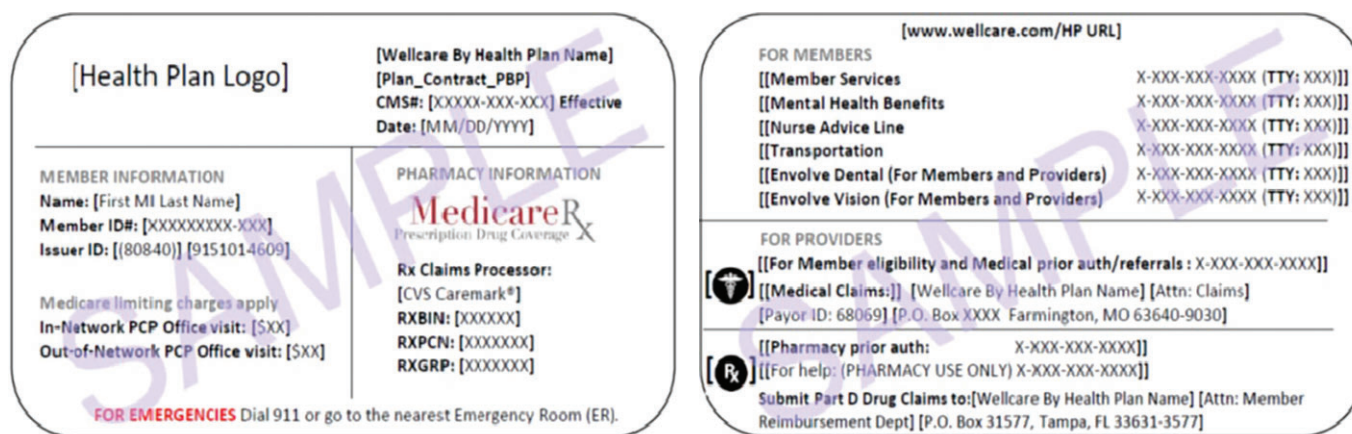 [Health Plan Logo]
[Wellcare By Health Plan Name]
[Plan_Contract_PBP]
CMS#: [XXXXX-XXX-XXX] Effective
Date: [MM/DD/YYYY]
MEMBER INFORMATION
Name: [First MI Last Name]
Member ID#: [XXXXXXXXX-XXX]
Issuer ID: [(80840)] [9151014609]
Medicare limiting charges apply
In-Network PCP Office visit: [$XX]
Out-of-Network PCP Office visit: [$XX]
PHARMACY INFORMATION
MedicareRx
Prescription Drug Coverage
Rx Claims Processor:
[CVS Caremark®]
RXBIN: [XXXXXX]
RXPCN: [XXXXXXX]
RXGRP: [XXXXXXX]
FOR EMERGENCIES Dial 911 or go to the nearest Emergency Room (ER).
SAMPLE
[www.wellcare.com/HP URL]
FOR MEMBERS
[[Member Services X-XXX-XXX-XXXX (TTY: XXX)]]
[[Mental Health Benefits X-XXX-XXX-XXXX (TTY: XXX)]]
[[Nurse Advice Line X-XXX-XXX-XXXX (TTY: XXX)]]
[[Transportation X-XXX-XXX-XXXX (TTY: XXX)]]
[[Envolve Dental (For Members and Providers) X-XXX-XXX-XXXX (TTY: XXX)]]
[[Envolve Vision (For Members and Providers) X-XXX-XXX-XXXX (TTY: XXX)]]
FOR PROVIDERS
[[For Member eligibility and Medical prior auth/referrals : X-XXX-XXX-XXXX]]
[[Medical Claims:]] [Wellcare By Health Plan Name] [Attn: Claims]
[Payor ID: 68069] [P.O. Box XXXX Farmington, MO 63640-9030]
[[Pharmacy prior auth: X-XXX-XXX-XXXX]]
[Rx] [[For help: (PHARMACY USE ONLY) X-XXX-XXX-XXXX]]
Submit Part D Drug Claims to:[Wellcare By Health Plan Name] [Attn: Member
Reimbursement Dept] [P.O. Box 31577, Tampa, FL 33631-3577]
SAMPLE